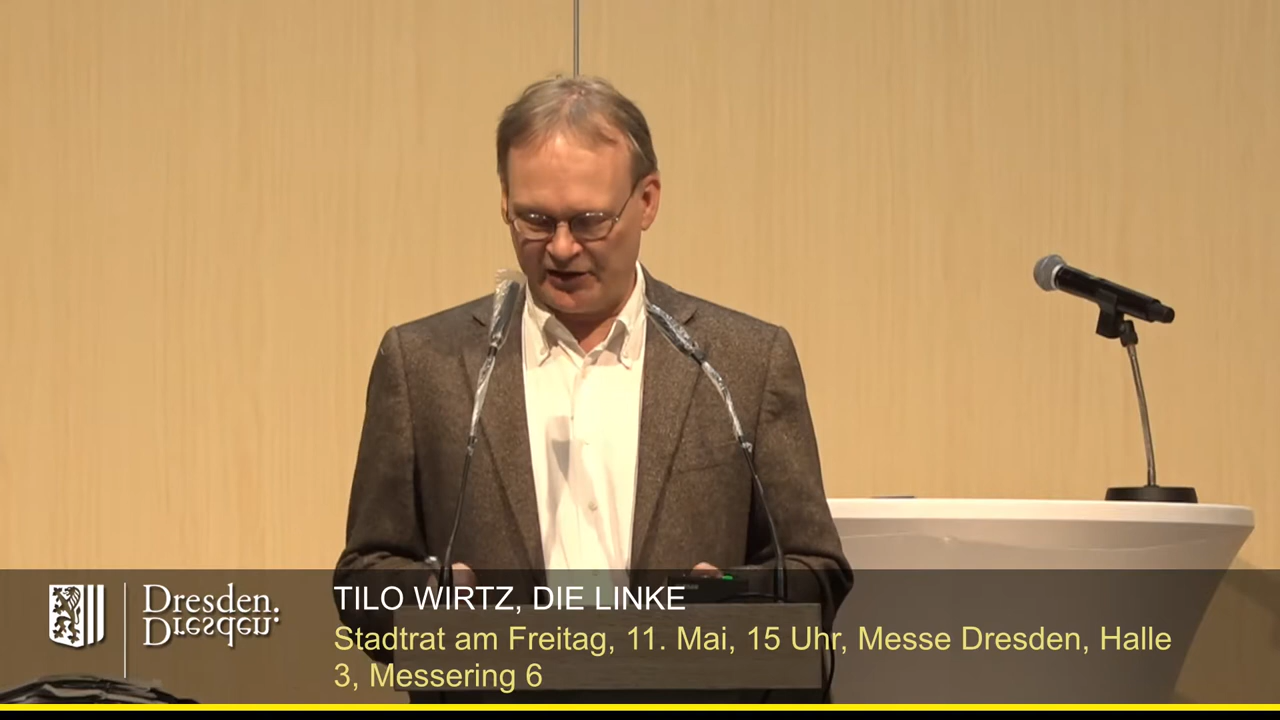 Dresden.
Dresden.
TILO WIRTZ, DIE LINKE
Stadtrat am Freitag, 11. Mai, 15 Uhr, Messe Dresden, Halle
3, Messering 6